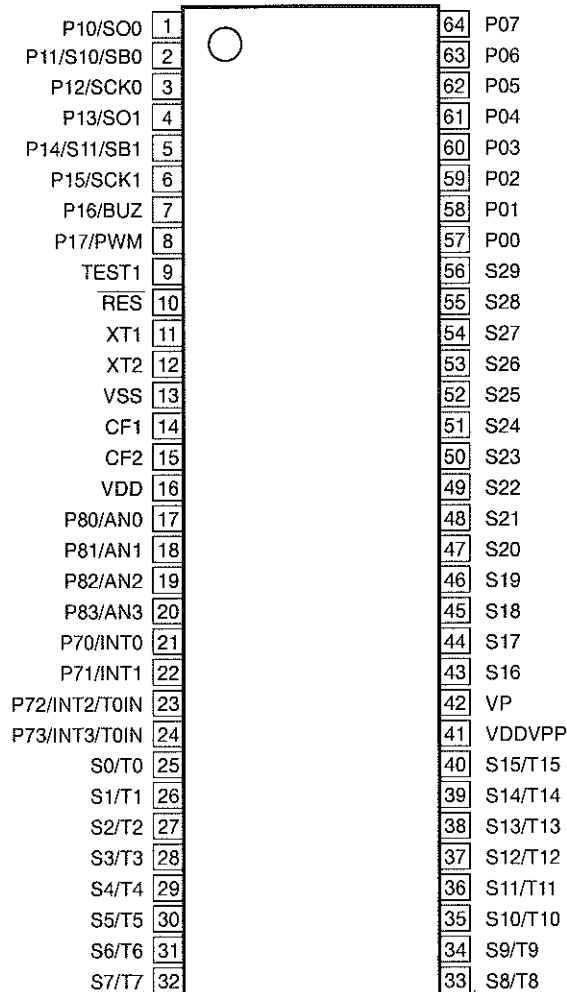 P10/SO0 1 64 P07
P11/S10/SB0 2 63 P06
P12/SCK0 3 62 P05
P13/SO1 4 61 P04
P14/S11/SB1 5 60 P03
P15/SCK1 6 59 P02
P16/BUZ 7 58 P01
P17/PWM 8 57 P00
TEST1 9 56 S29
RES 10 55 S28
XT1 11 54 S27
XT2 12 53 S26
VSS 13 52 S25
CF1 14 51 S24
CF2 15 50 S23
VDD 16 49 S22
P80/AN0 17 48 S21
P81/AN1 18 47 S20
P82/AN2 19 46 S19
P83/AN3 20 45 S18
P70/INT0 21 44 S17
P71/INT1 22 43 S16
P72/INT2/T0IN 23 42 VP
P73/INT3/T0IN 24 41 VDDVPP
S0/T0 25 40 S15/T15
S1/T1 26 39 S14/T14
S2/T2 27 38 S13/T13
S3/T3 28 37 S12/T12
S4/T4 29 36 S11/T11
S5/T5 30 35 S10/T10
S6/T6 31 34 S9/T9
S7/T7 32 33 S8/T8